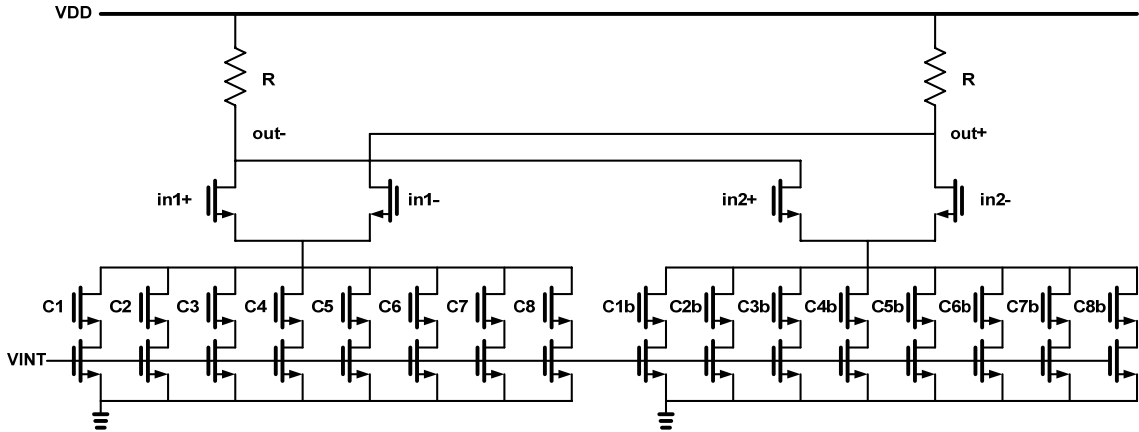 VDD
R
R
out-
out+
in1+
in1-
in2+
in2-
C1 C2 C3 C4 C5 C6 C7 C8 C1b C2b C3b C4b C5b C6b C7b C8b
VINT